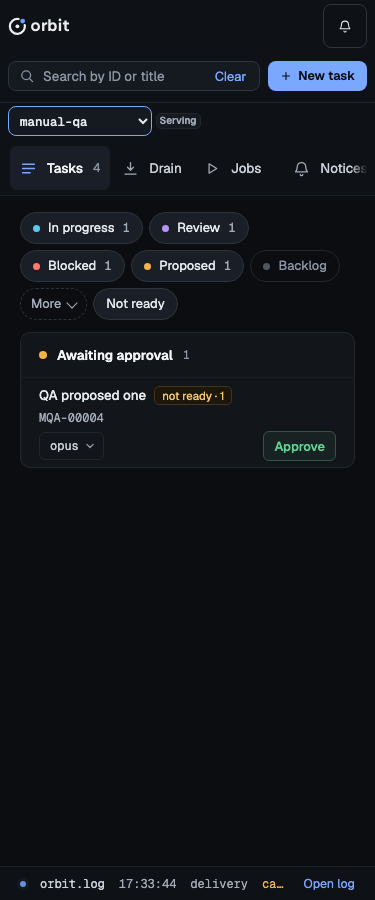 orbit
Search by ID or title Clear
+ New task
manual-qa Serving
Tasks 4 Drain Jobs Notices
In progress 1 Review 1
Blocked 1 Proposed 1 Backlog
More Not ready
Awaiting approval 1
QA proposed one not ready · 1
MQA-00004
opus Approve
orbit.log 17:33:44 delivery ca… Open log